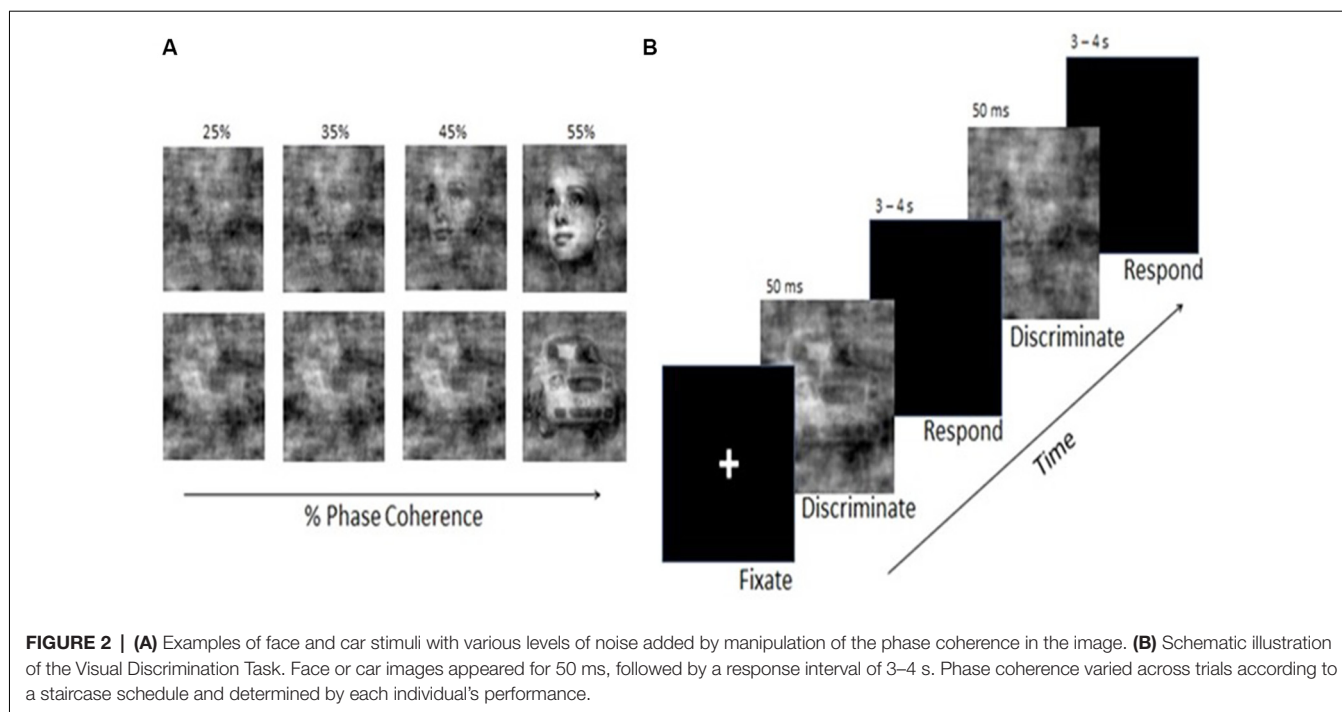 A
25% 35% 45% 55%
% Phase Coherence
B
Fixate
50 ms
Discriminate
3 – 4 s
Respond
50 ms
Discriminate
3 – 4 s
Respond
Time
FIGURE 2 | (A) Examples of face and car stimuli with various levels of noise added by manipulation of the phase coherence in the image. (B) Schematic illustration
of the Visual Discrimination Task. Face or car images appeared for 50 ms, followed by a response interval of 3–4 s. Phase coherence varied across trials according to
a staircase schedule and determined by each individual’s performance.